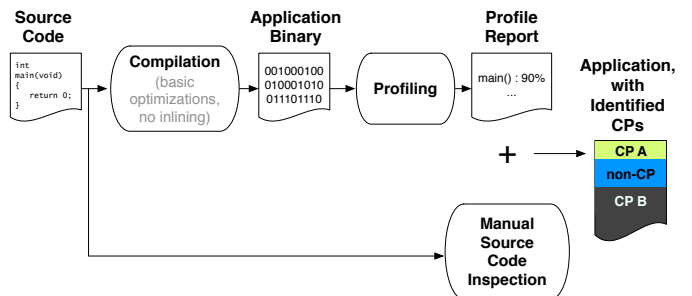 Source
Code
int
main(void)
{
return 0;
}
Compilation
(basic
optimizations,
no inlining)
Application
Binary
001000100
010001010
011101110
Profiling
Profile
Report
main() : 90%
...
+
Application,
with
Identified
CPs
CP A
non-CP
CP B
Manual
Source
Code
Inspection